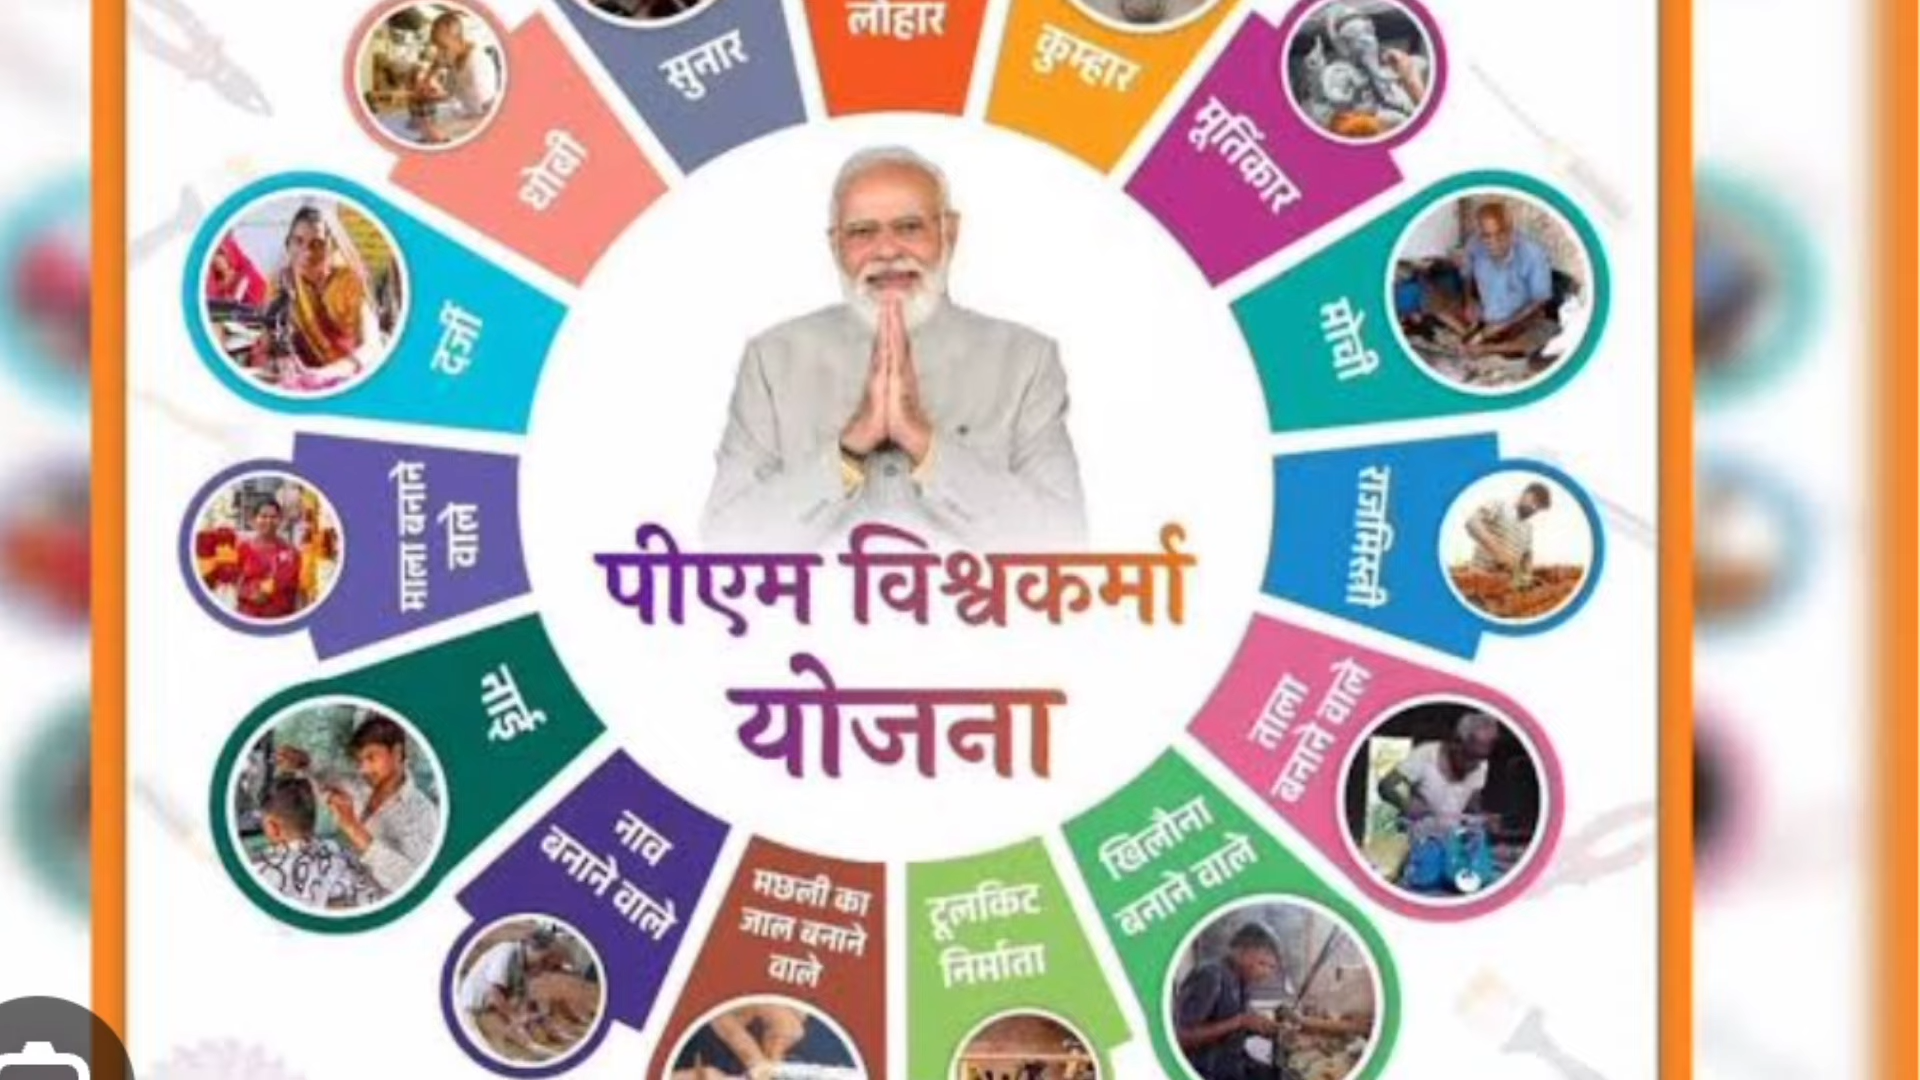 लोहार
सुनार
कुम्हार
धोबी
मूर्तिकार
दर्जी
मोची
माला बनाने
वाले
राजमिस्त्री
पीएम विश्वकर्मा
योजना
नाई
ताला
बनाने वाले
नाव
बनाने वाले
मछली का
जाल बनाने
वाले
टूलकिट
निर्माता
खिलौना
बनाने वाले